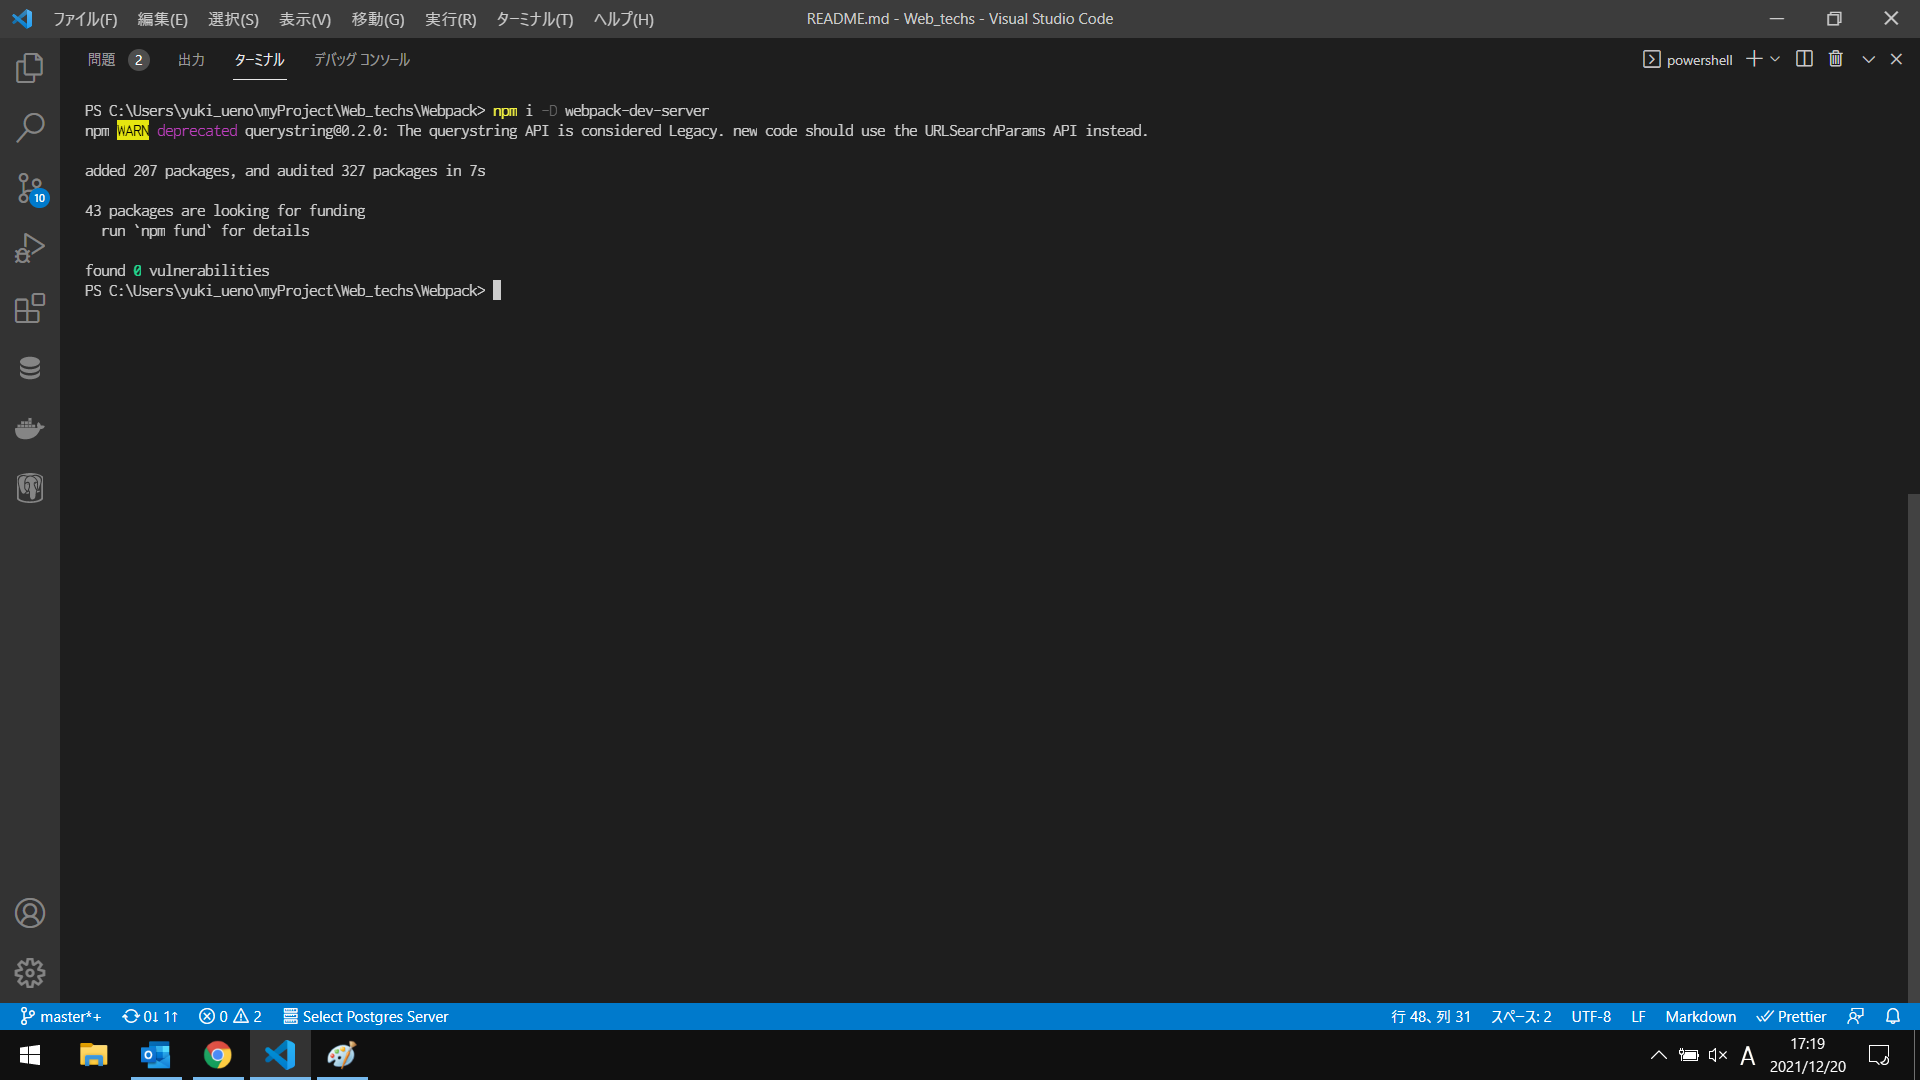 ファイル(F) 編集(E) 選択(S) 表示(V) 移動(G) 実行(R) ターミナル(T) ヘルプ(H) README.md - Web_techs - Visual Studio Code
問題 2 出力 ターミナル デバッグ コンソール powershell
PS C:\Users\yuki_ueno\myProject\Web_techs\Webpack> npm i -D webpack-dev-server
npm WARN deprecated querystring@0.2.0: The querystring API is considered Legacy. new code should use the URLSearchParams API instead.
added 207 packages, and audited 327 packages in 7s
43 packages are looking for funding
run `npm fund` for details
found 0 vulnerabilities
PS C:\Users\yuki_ueno\myProject\Web_techs\Webpack>
10
master*+ 0↓ 1↑ 0 2 Select Postgres Server 行 48、列 31 スペース: 2 UTF-8 LF Markdown Prettier
A 17:19
2021/12/20